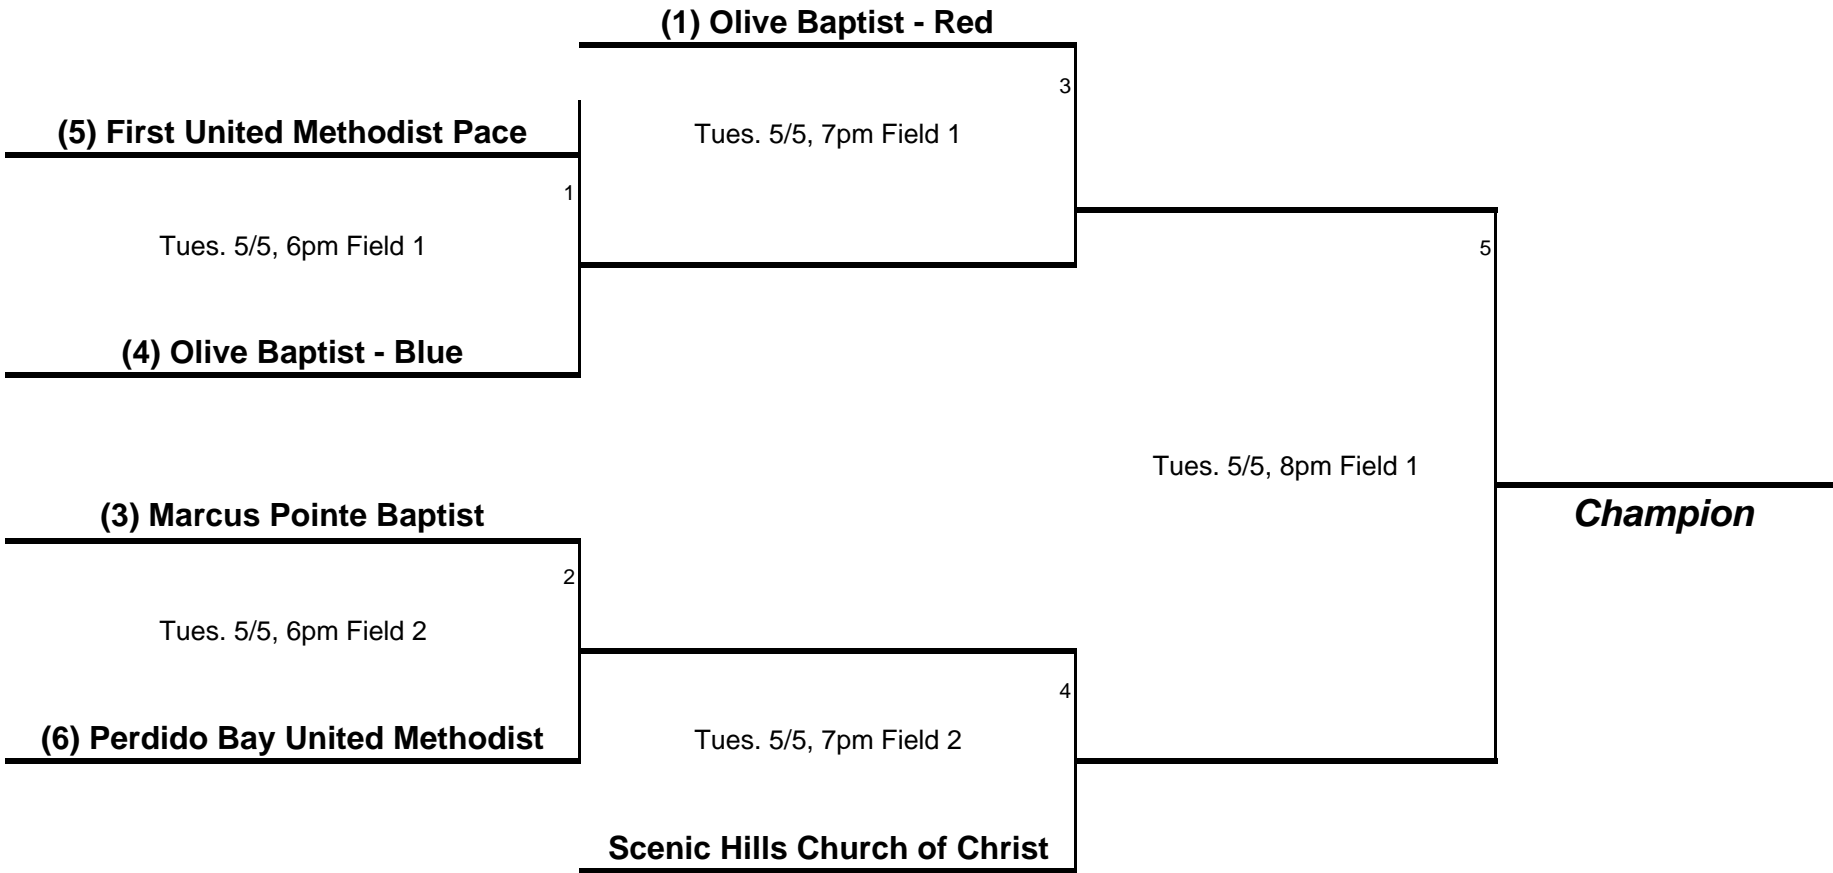 (1) Olive Baptist - Red
3
(5) First United Methodist Pace
Tues. 5/5, 7pm Field 1
1
Tues. 5/5, 6pm Field 1
5
(4) Olive Baptist - Blue
Tues. 5/5, 8pm Field 1
(3) Marcus Pointe Baptist
Champion
2
Tues. 5/5, 6pm Field 2
4
(6) Perdido Bay United Methodist
Tues. 5/5, 7pm Field 2
Scenic Hills Church of Christ